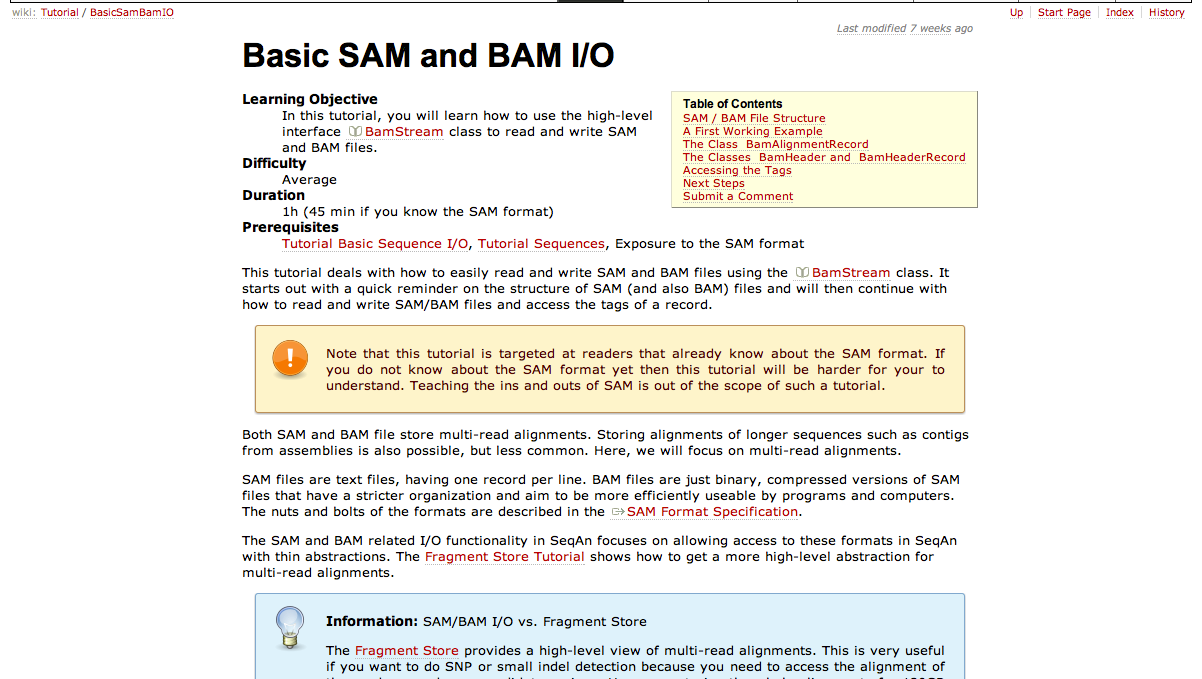 wiki: Tutorial / BasicSamBamIO
Up Start Page Index History
Last modified 7 weeks ago
Basic SAM and BAM I/O
Learning Objective
In this tutorial, you will learn how to use the high-level
interface BamStream class to read and write SAM
and BAM files.
Difficulty
Average
Duration
1h (45 min if you know the SAM format)
Prerequisites
Tutorial Basic Sequence I/O, Tutorial Sequences, Exposure to the SAM format
Table of Contents
SAM / BAM File Structure
A First Working Example
The Class BamAlignmentRecord
The Classes BamHeader and BamHeaderRecord
Accessing the Tags
Next Steps
Submit a Comment
This tutorial deals with how to easily read and write SAM and BAM files using the BamStream class. It
starts out with a quick reminder on the structure of SAM (and also BAM) files and will then continue with
how to read and write SAM/BAM files and access the tags of a record.
Note that this tutorial is targeted at readers that already know about the SAM format. If
you do not know about the SAM format yet then this tutorial will be harder for your to
understand. Teaching the ins and outs of SAM is out of the scope of such a tutorial.
Both SAM and BAM file store multi-read alignments. Storing alignments of longer sequences such as contigs
from assemblies is also possible, but less common. Here, we will focus on multi-read alignments.
SAM files are text files, having one record per line. BAM files are just binary, compressed versions of SAM
files that have a stricter organization and aim to be more efficiently useable by programs and computers.
The nuts and bolts of the formats are described in the SAM Format Specification.
The SAM and BAM related I/O functionality in SeqAn focuses on allowing access to these formats in SeqAn
with thin abstractions. The Fragment Store Tutorial shows how to get a more high-level abstraction for
multi-read alignments.
Information: SAM/BAM I/O vs. Fragment Store
The Fragment Store provides a high-level view of multi-read alignments. This is very useful
if you want to do SNP or small indel detection because you need to access the alignment of